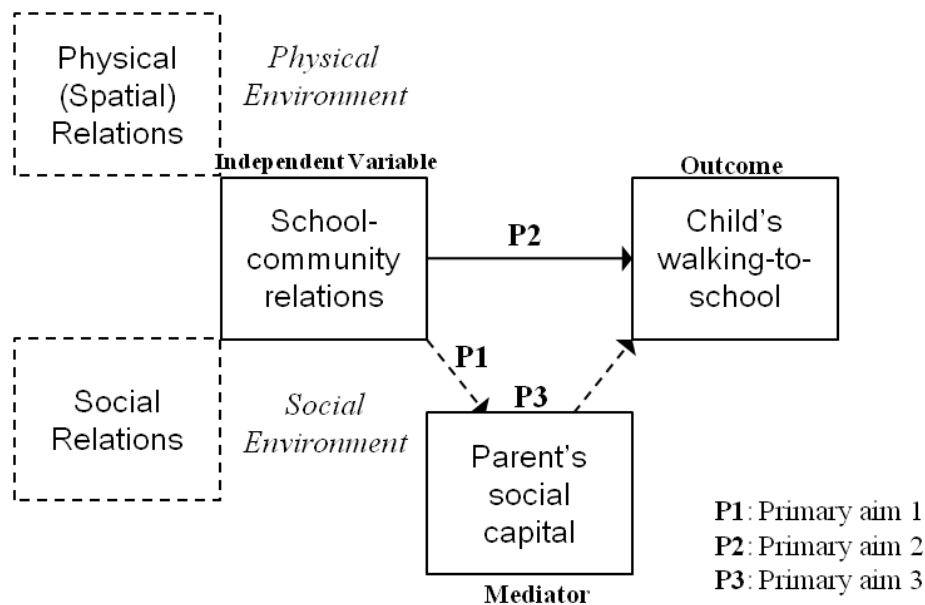 Physical
(Spatial)
Relations
Physical
Environment
Independent Variable
School-
community
relations
P2
Outcome
Child's
walking-to-
school
P1
Social
Relations
Social
Environment
P3
Parent's
social
capital
Mediator
P1: Primary aim 1
P2: Primary aim 2
P3: Primary aim 3